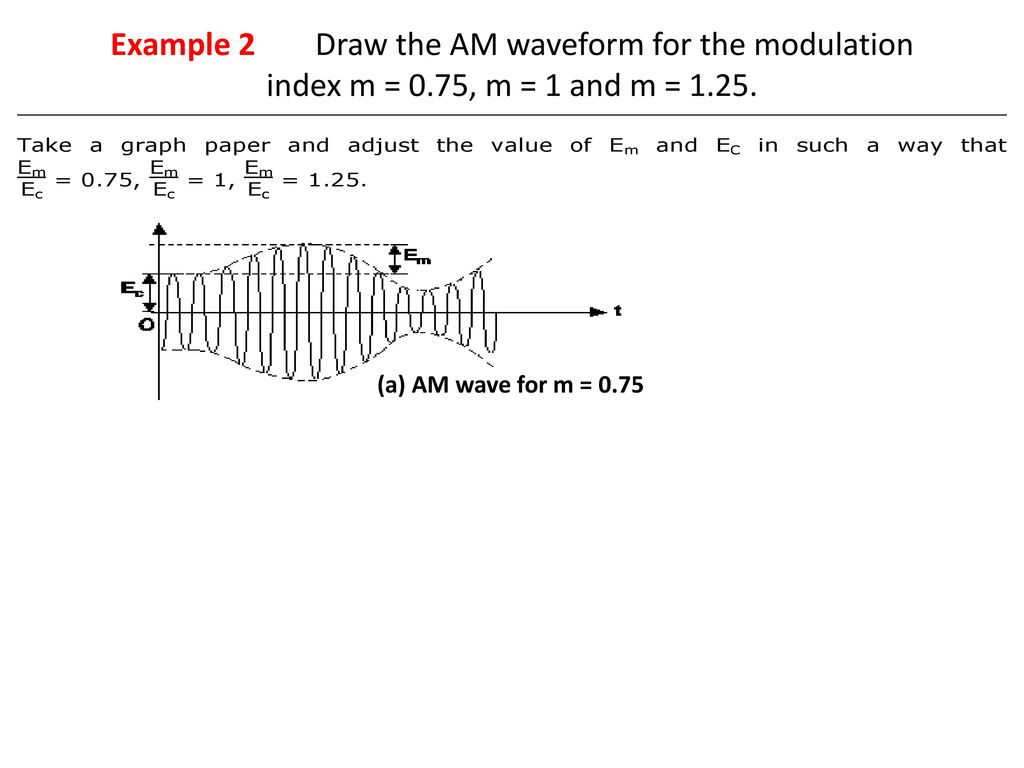 Example 2 Draw the AM waveform for the modulation
index m = 0.75, m = 1 and m = 1.25.
Take a graph paper and adjust the value of Em and EC in such a way that
Em/Ec = 0.75, Em/Ec = 1, Em/Ec = 1.25.
Em
Ec
O
t
(a) AM wave for m = 0.75